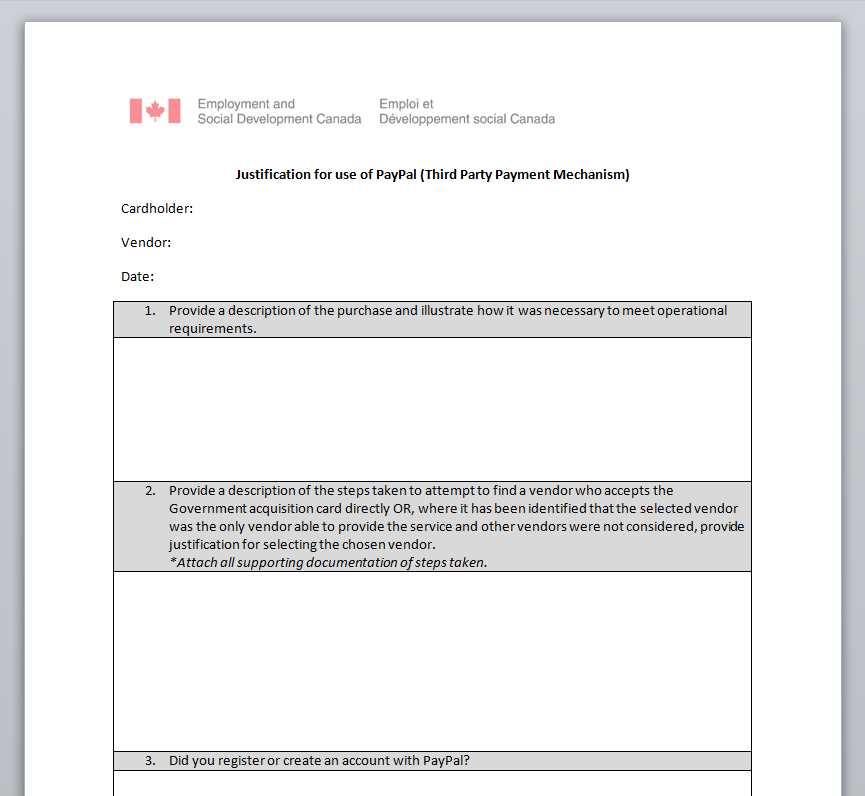 Employment and
Social Development Canada
Emploi et
Développement social Canada
Justification for use of PayPal (Third Party Payment Mechanism)
Cardholder:
Vendor:
Date:
1. Provide a description of the purchase and illustrate how it was necessary to meet operational
requirements.
2. Provide a description of the steps taken to attempt to find a vendor who accepts the
Government acquisition card directly OR, where it has been identified that the selected vendor
was the only vendor able to provide the service and other vendors were not considered, provide
justification for selecting the chosen vendor.
*Attach all supporting documentation of steps taken.
3. Did you register or create an account with PayPal?